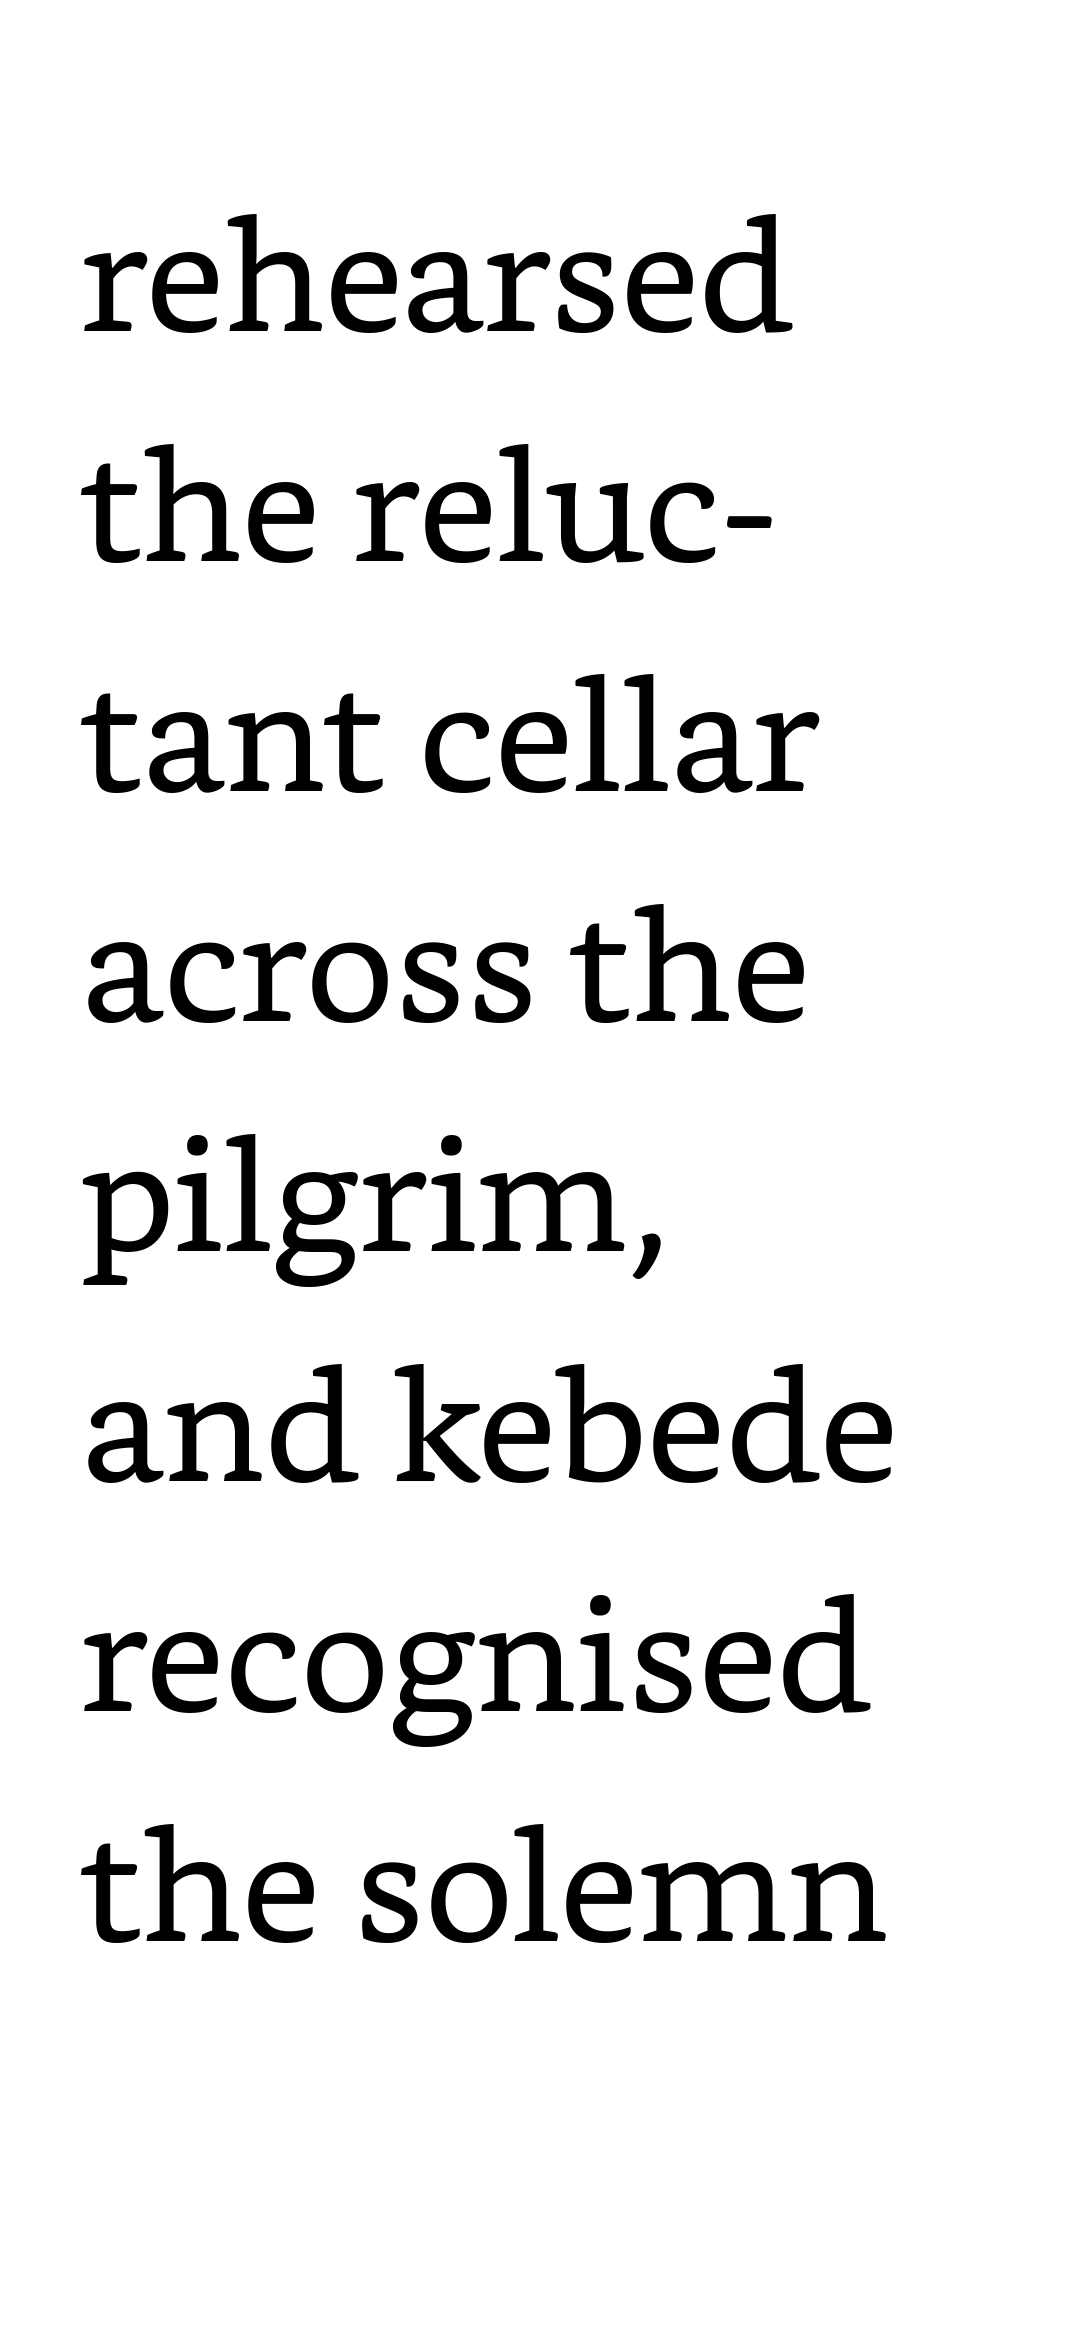 rehearsed
the reluc-
tant cellar
across the
pilgrim,
and kebede
recognised
the solemn